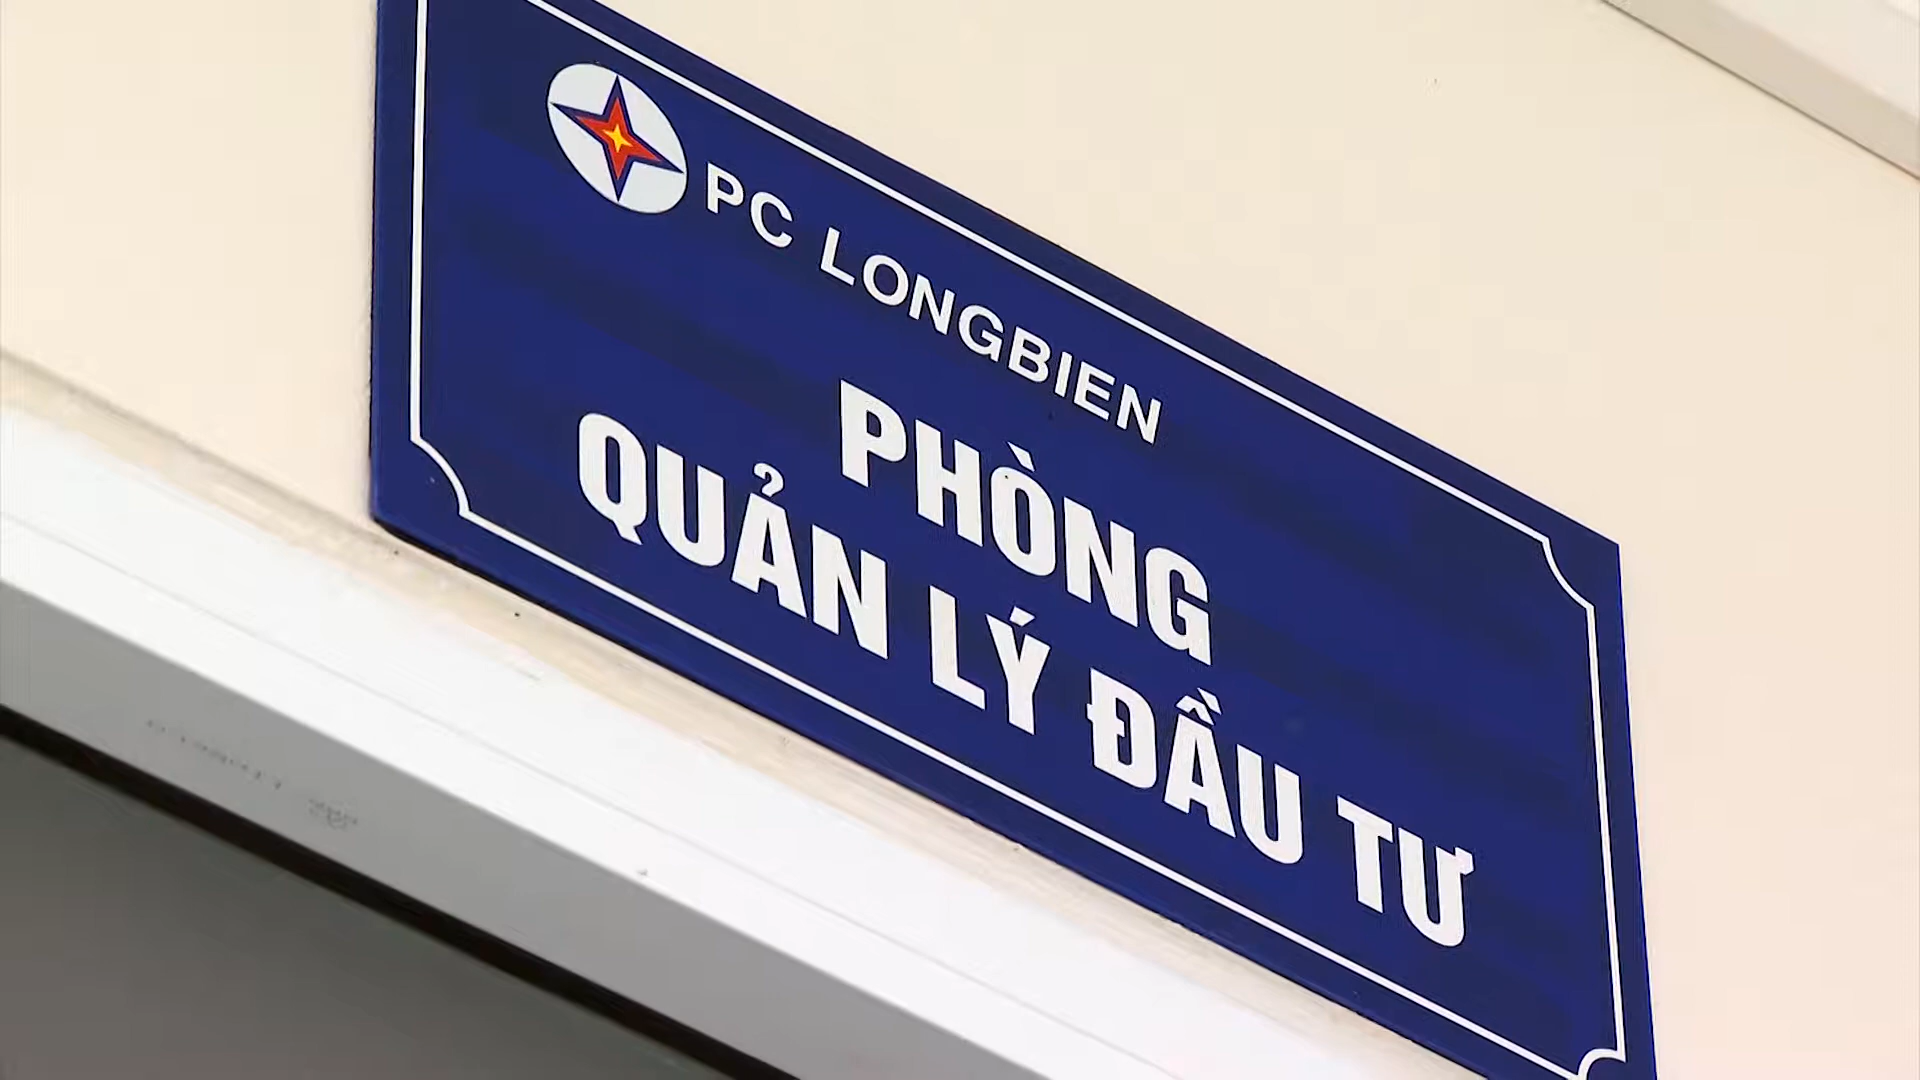 PC LONGBIEN
PHÒNG
QUẢN LÝ ĐẦU TƯ